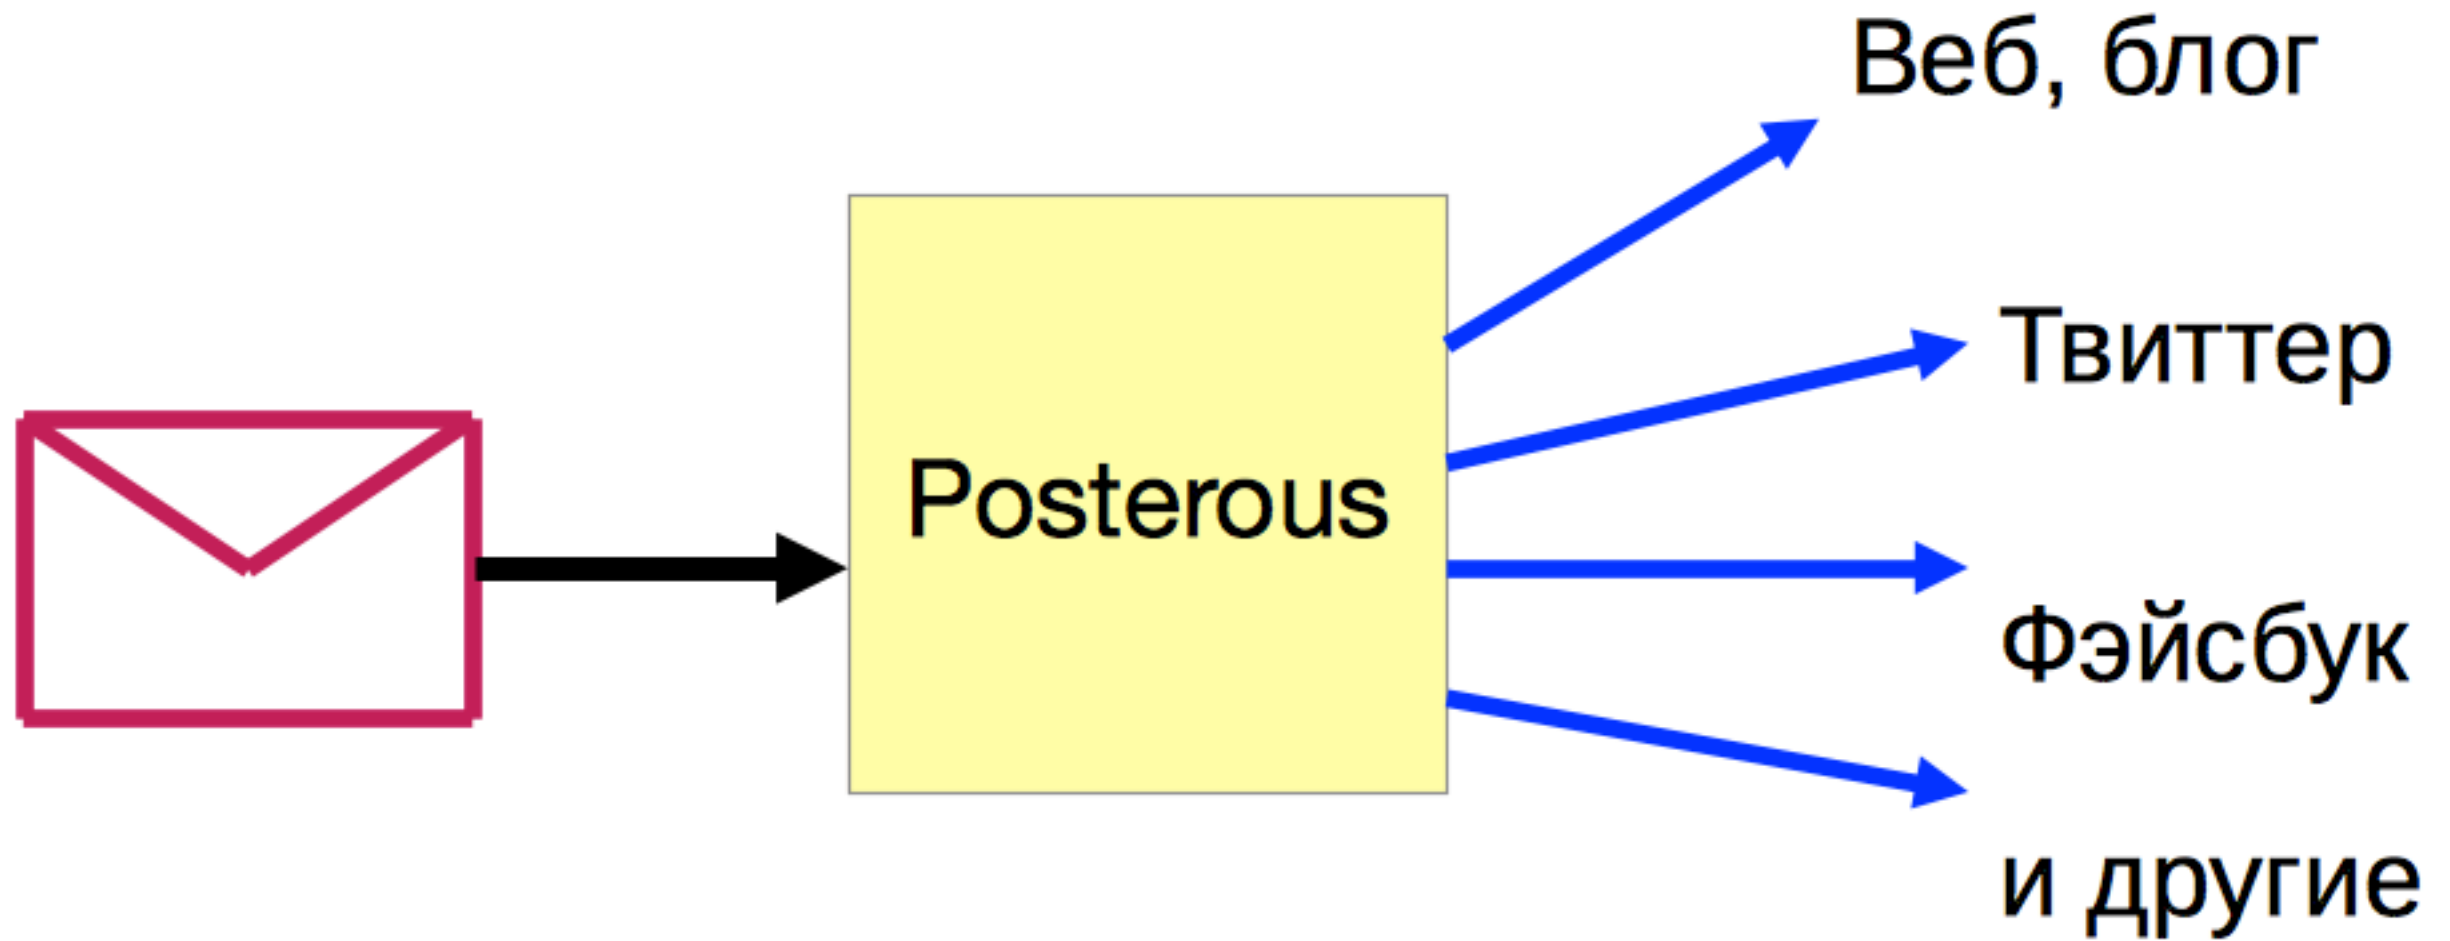 Веб, блог
Твиттер
Posterous
Фэйсбук
и другие